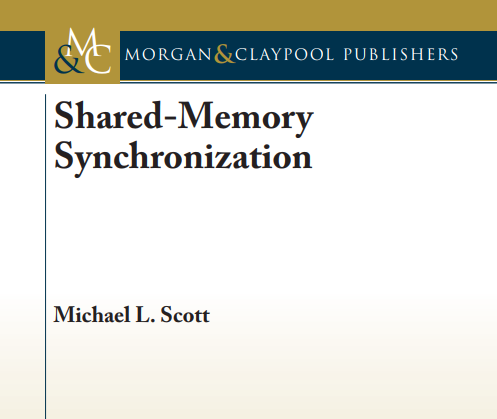 M
&C
MORGAN&CLAYPOOL PUBLISHERS
Shared-Memory
Synchronization
Michael L. Scott